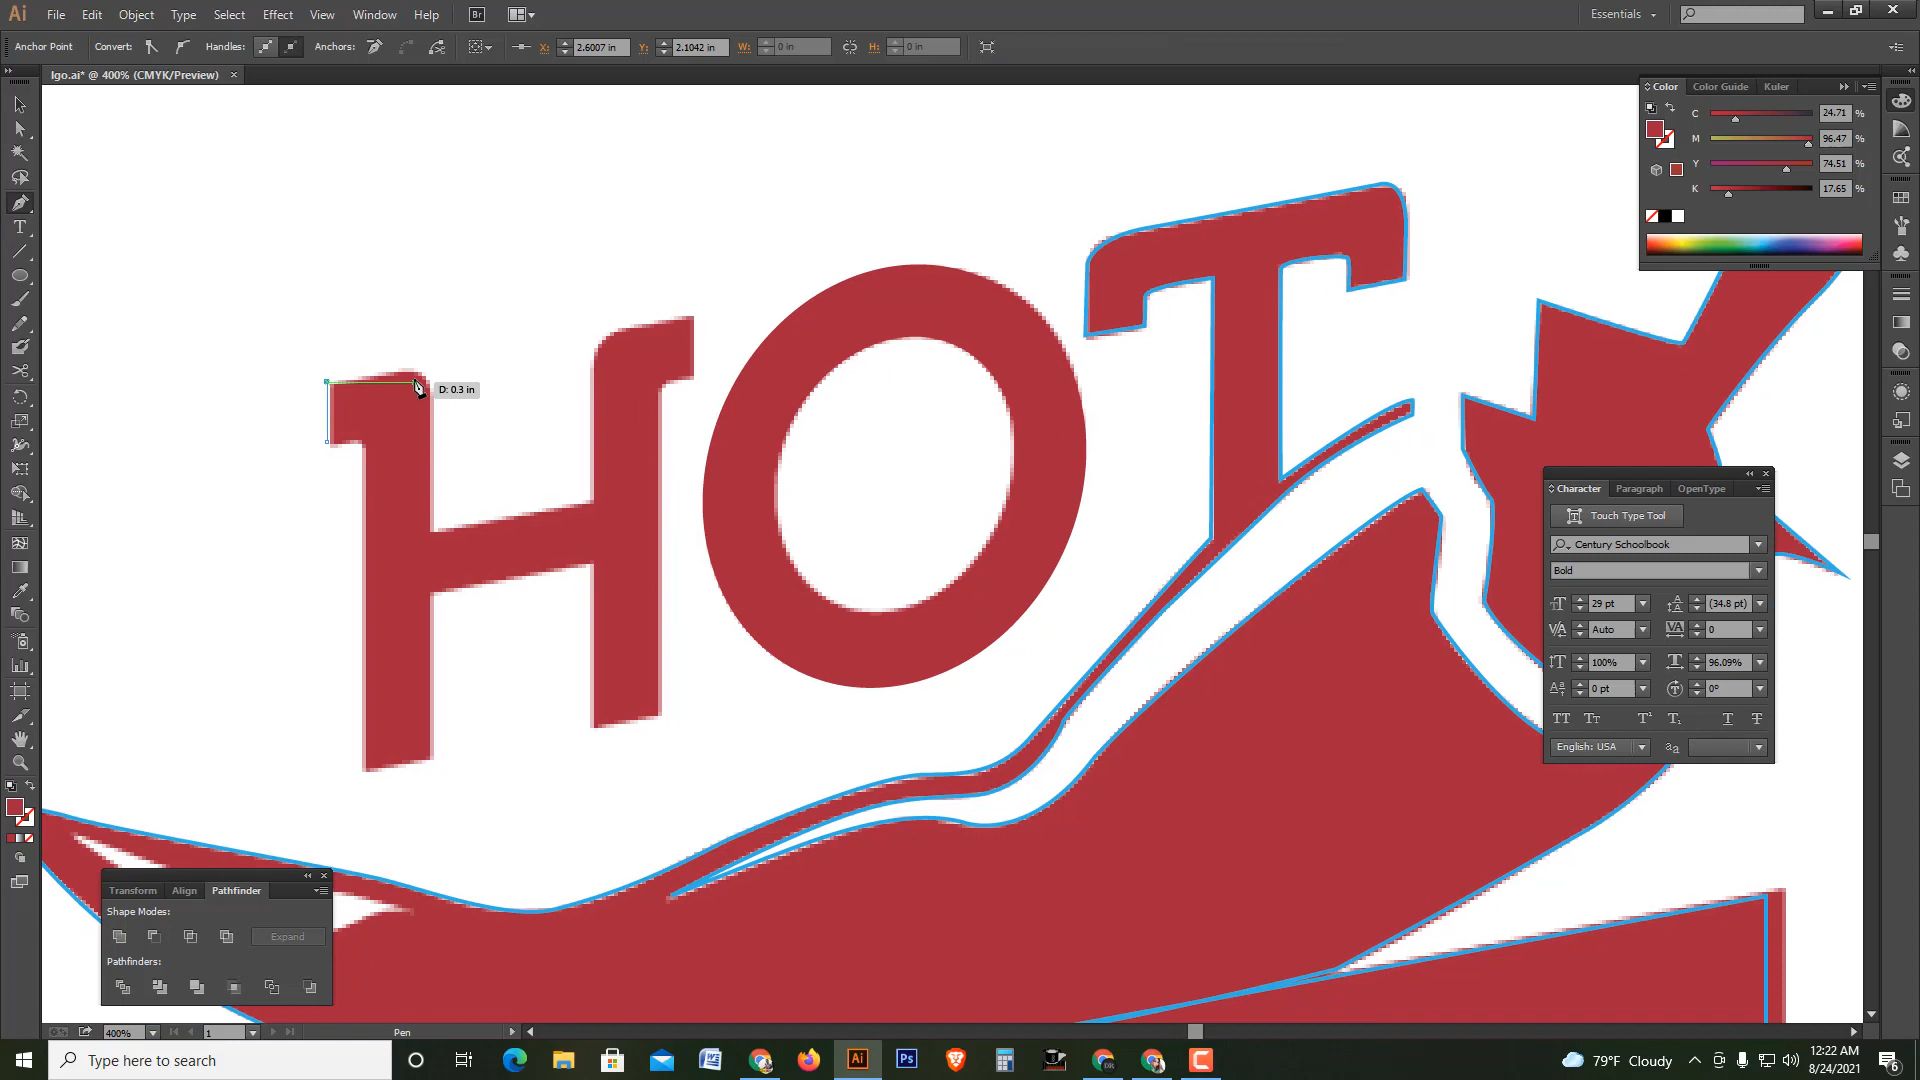 Ai File Edit Object Type Select Effect View Window Help Br Essentials
Anchor Point Convert: Handles: Anchors: X: 2.6007 in Y: 2.1042 in W: 0 in H: 0 in
lgo.ai* @ 400% (CMYK/Preview) ×
Color Color Guide Kuler
C 24.71 %
M 96.47 %
Y 74.51 %
K 17.65 %
HOT
D: 0.3 in
Character Paragraph OpenType
Touch Type Tool
Century Schoolbook
Bold
29 pt (34.8 pt)
Auto 0
100% 96.09%
0 pt 0°
English: USA
Transform Align Pathfinder
Shape Modes:
Expand
Pathfinders:
400% 1 Pen
Type here to search
Ai Ps
79°F Cloudy
12:22 AM
8/24/2021
6